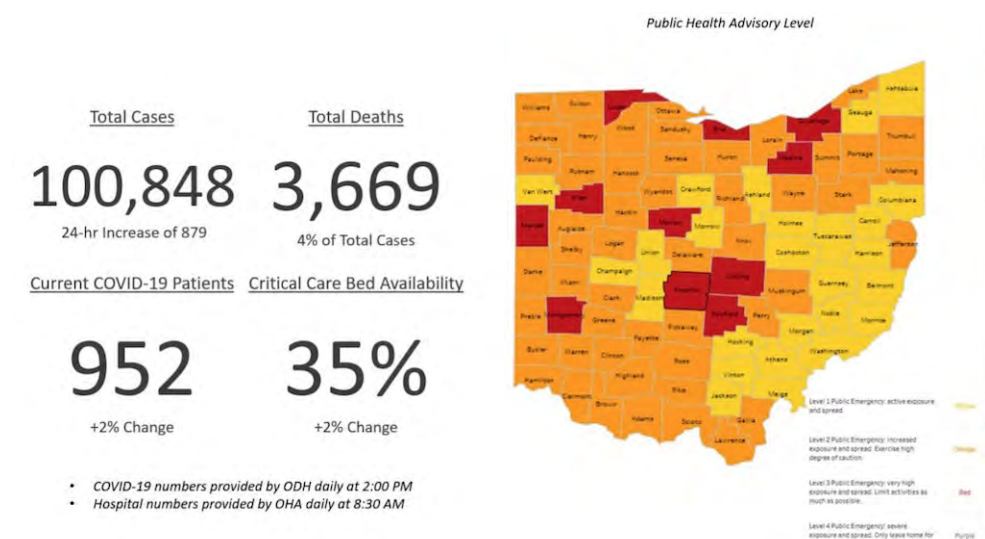 Public Health Advisory Level
Total Cases
100,848
24-hr Increase of 879
Total Deaths
3,669
4% of Total Cases
Current COVID-19 Patients
952
+2% Change
Critical Care Bed Availability
35%
+2% Change
• COVID-19 numbers provided by ODH daily at 2:00 PM
• Hospital numbers provided by OHA daily at 8:30 AM
Williams
Fulton
Lucas
Ottawa
Lake
Ashtabula
Geauga
Cuyahoga
Defiance
Henry
Wood
Sandusky
Erie
Lorain
Trumbull
Paulding
Seneca
Huron
Medina
Summit
Portage
Putnam
Hancock
Mahoning
Van Wert
Allen
Wyandot
Crawford
Richland
Ashland
Wayne
Stark
Columbiana
Mercer
Auglaize
Hardin
Marion
Morrow
Holmes
Carroll
Tuscarawas
Jefferson
Shelby
Logan
Union
Delaware
Knox
Coshocton
Harrison
Darke
Miami
Champaign
Licking
Muskingum
Guernsey
Belmont
Clark
Madison
Franklin
Preble
Montgomery
Greene
Fairfield
Perry
Noble
Monroe
Pickaway
Morgan
Fayette
Hocking
Washington
Butler
Warren
Clinton
Ross
Athens
Highland
Vinton
Hamilton
Clermont
Pike
Jackson
Meigs
Brown
Adams
Scioto
Gallia
Lawrence
Level 1 Public Emergency: active exposure
and spread.
Yellow
Level 2 Public Emergency: Increased
exposure and spread. Exercise high
degree of caution.
Orange
Level 3 Public Emergency: very high
exposure and spread. Limit activities as
much as possible.
Red
Level 4 Public Emergency: severe
exposure and spread. Only leave home for
Purple